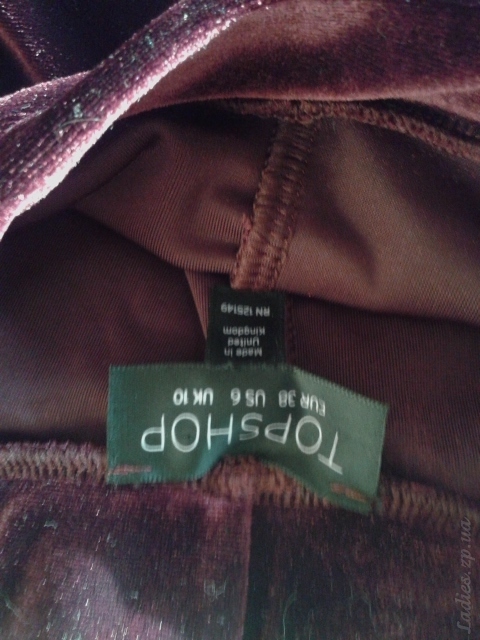 TOPSHOP
EUR 38 US 6 UK 10
Made in
United
Kingdom
RN 125149
Ladies.zp.ua